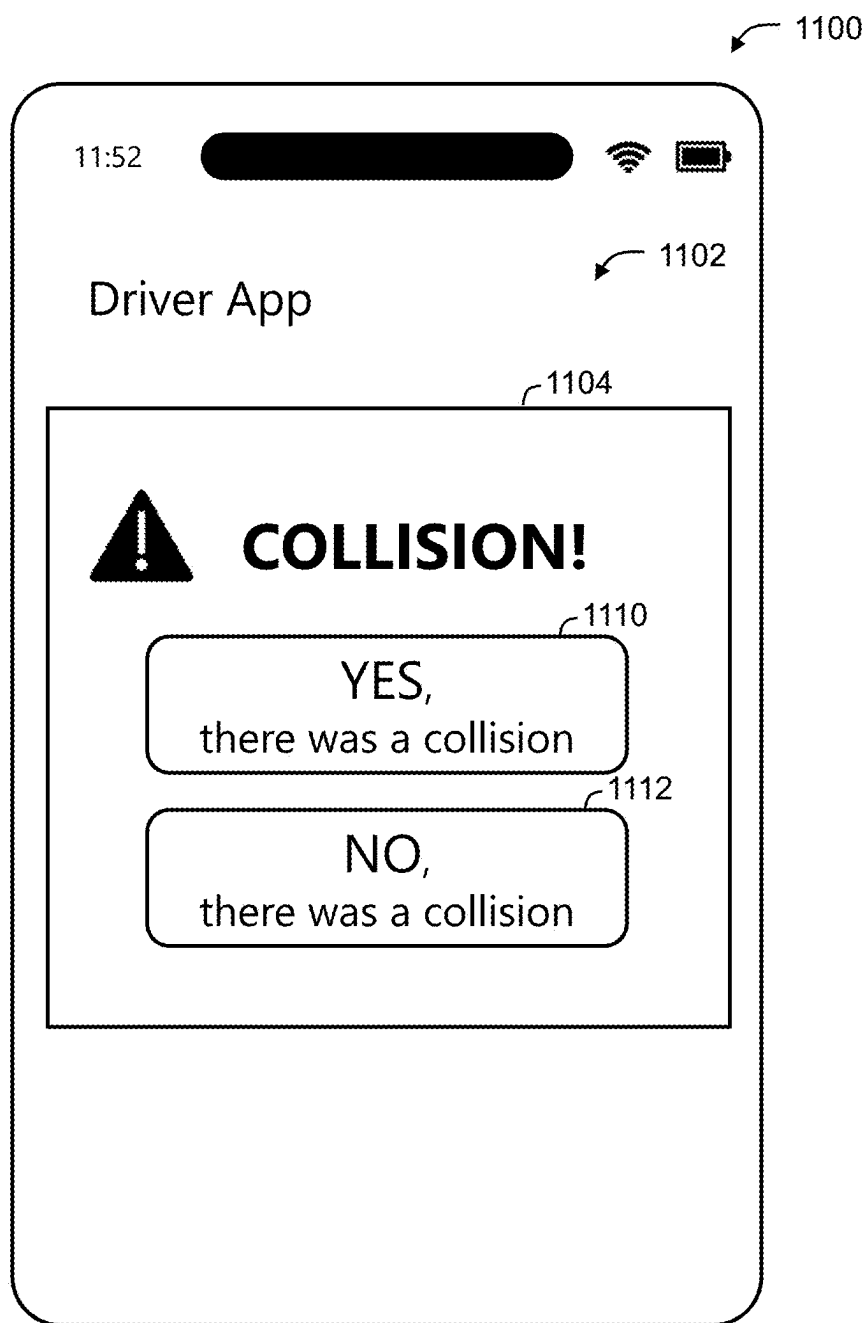 1100
11:52
1102
Driver App
1104
COLLISION!
1110
YES,
there was a collision
1112
NO,
there was a collision